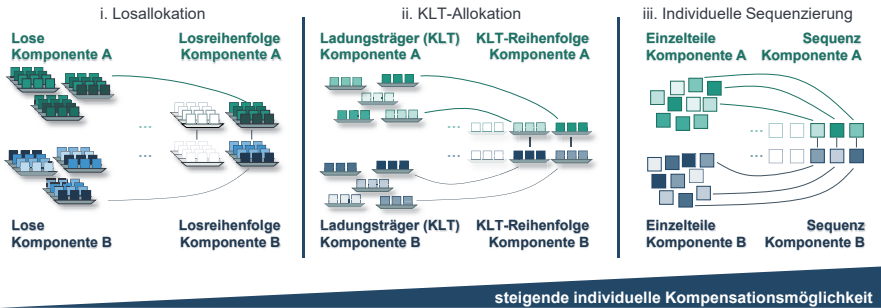 i. Losallokation
Lose
Komponente A
Losreihenfolge
Komponente A
...
...
Lose
Komponente B
Losreihenfolge
Komponente B
ii. KLT-Allokation
Ladungsträger (KLT)
Komponente A
KLT-Reihenfolge
Komponente A
...
...
Ladungsträger (KLT)
Komponente B
KLT-Reihenfolge
Komponente B
iii. Individuelle Sequenzierung
Einzelteile
Komponente A
Sequenz
Komponente A
...
...
Einzelteile
Komponente B
Sequenz
Komponente B
steigende individuelle Kompensationsmöglichkeit